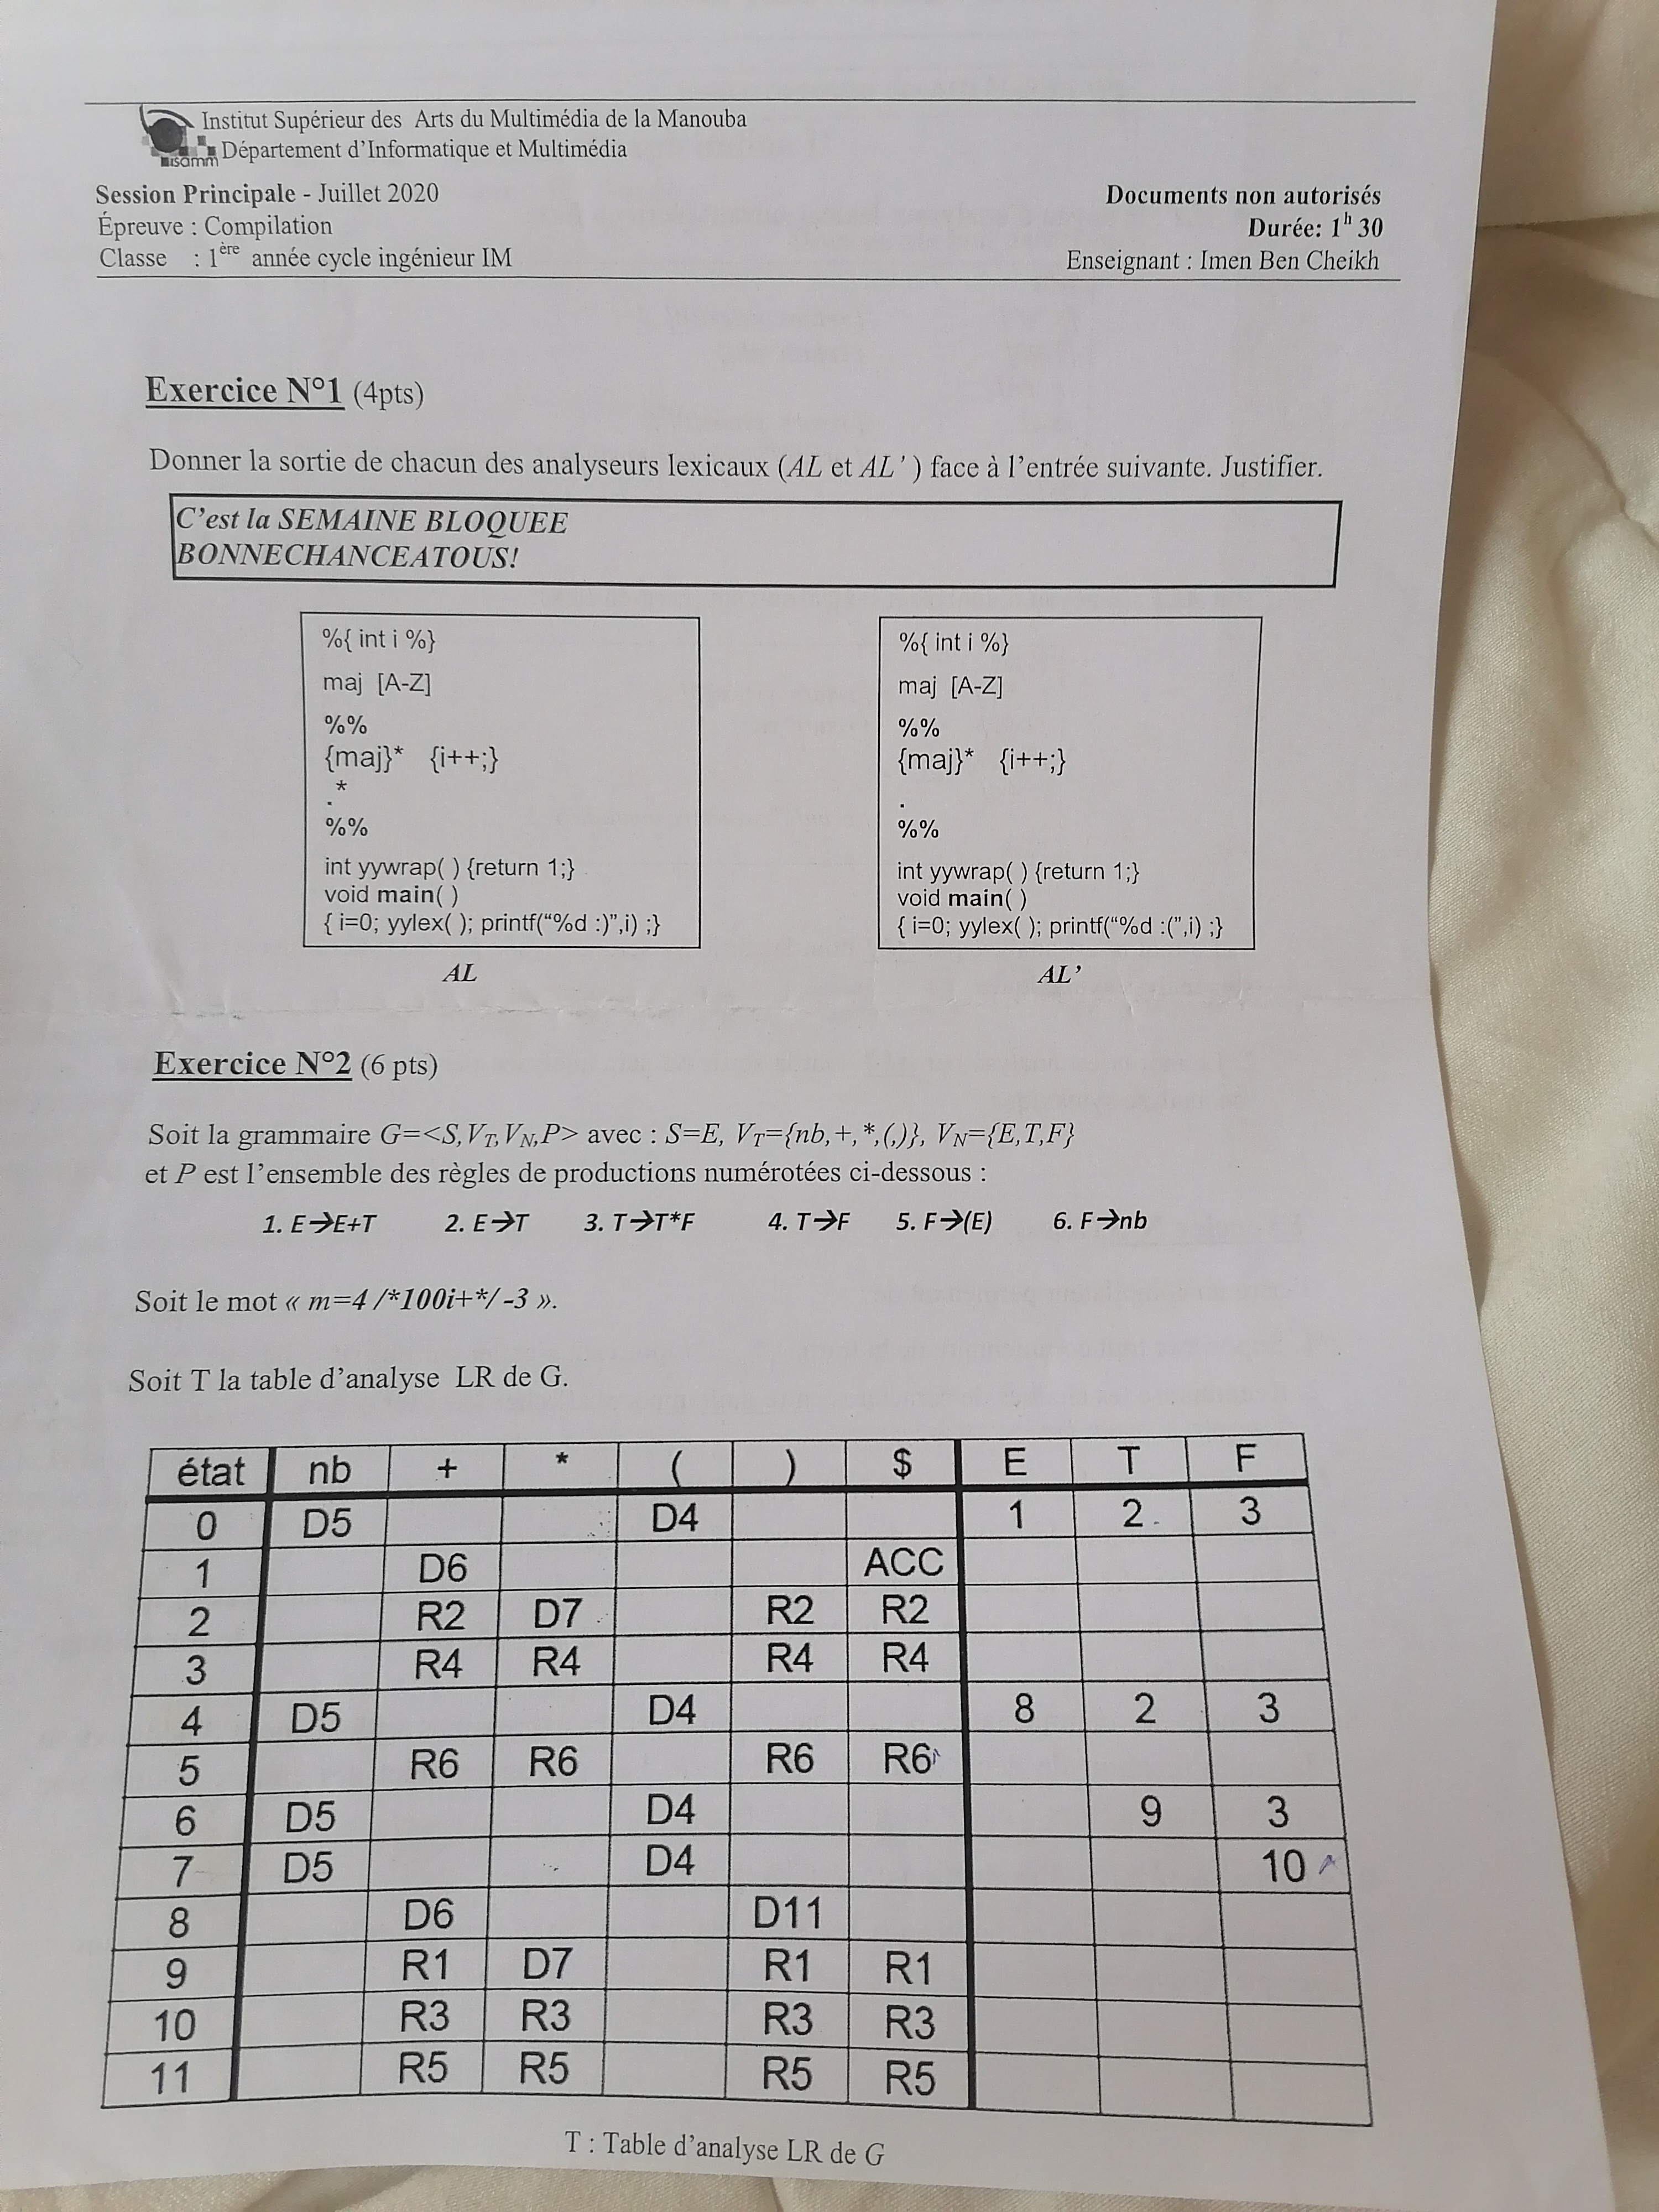 Institut Supérieur des Arts du Multimédia de la Manouba
isamm Département d'Informatique et Multimédia
Session Principale - Juillet 2020 Documents non autorisés
Épreuve : Compilation Durée: 1h 30
Classe : 1ère année cycle ingénieur IM Enseignant : Imen Ben Cheikh
Exercice N°1 (4pts)
Donner la sortie de chacun des analyseurs lexicaux (AL et AL') face à l'entrée suivante. Justifier.
C'est la SEMAINE BLOQUEE
BONNECHANCEATOUS!
%{ int i %}
maj [A-Z]
%%
{maj}* {i++;}
.*
%%
int yywrap( ) {return 1;}
void main( )
{ i=0; yylex( ); printf("%d :)",i) ;}
AL
%{ int i %}
maj [A-Z]
%%
{maj}* {i++;}
.
%%
int yywrap( ) {return 1;}
void main( )
{ i=0; yylex( ); printf("%d :(",i) ;}
AL'
Exercice N°2 (6 pts)
Soit la grammaire G=<S,VT,VN,P> avec : S=E, VT={nb,+,*,(,)}, VN={E,T,F}
et P est l'ensemble des règles de productions numérotées ci-dessous :
1. E→E+T 2. E→T 3. T→T*F 4. T→F 5. F→(E) 6. F→nb
Soit le mot « m=4 /*100i+*/ -3 ».
Soit T la table d'analyse LR de G.
état nb + * ( ) $ E T F
0 D5 D4 1 2 3
1 D6 ACC
2 R2 D7 R2 R2
3 R4 R4 R4 R4
4 D5 D4 8 2 3
5 R6 R6 R6 R6
6 D5 D4 9 3
7 D5 D4 10
8 D6 D11
9 R1 D7 R1 R1
10 R3 R3 R3 R3
11 R5 R5 R5 R5
T : Table d'analyse LR de G